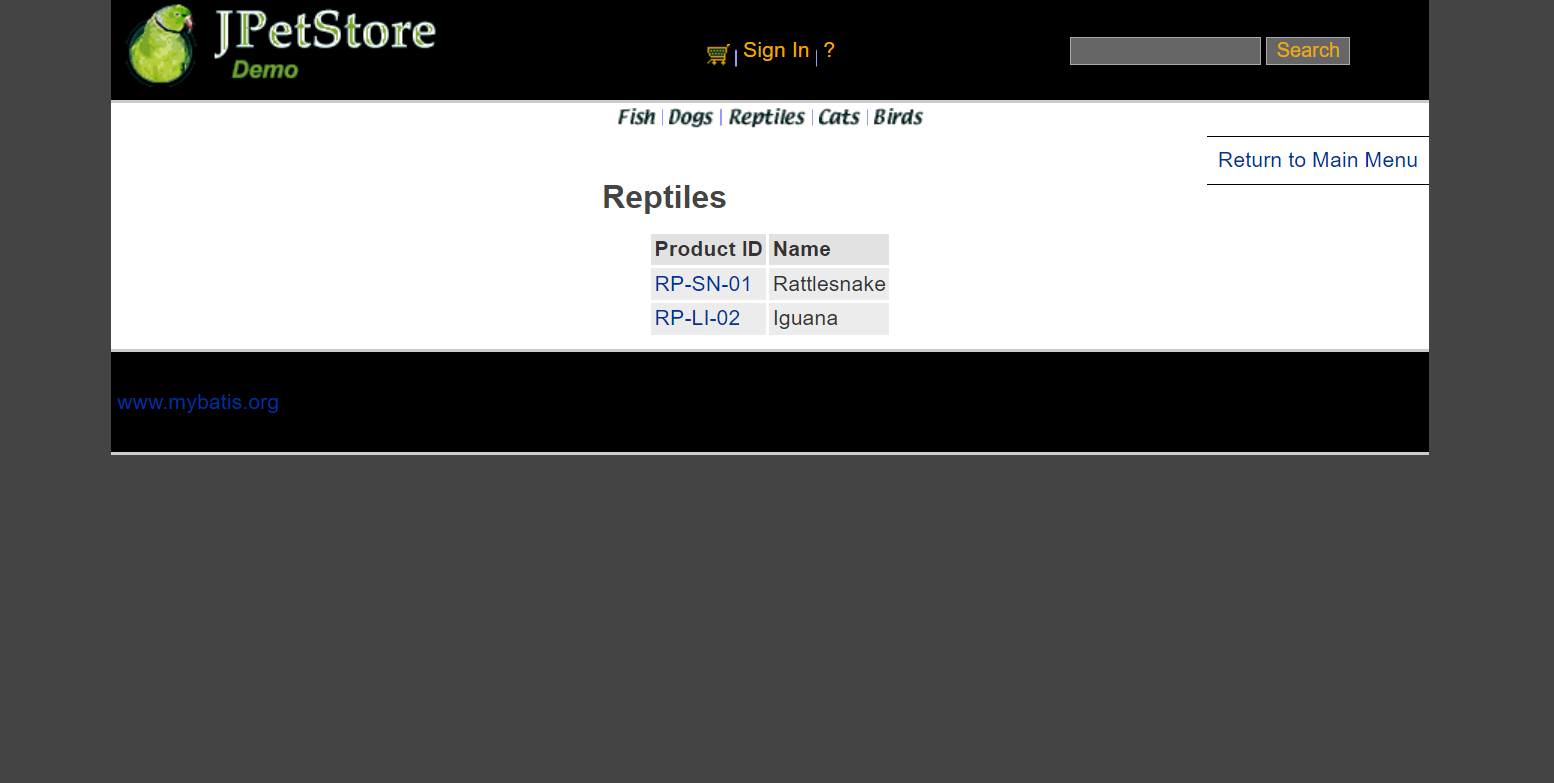 JPetStore
Demo
Sign In | ?
Search
Fish | Dogs | Reptiles | Cats | Birds
Return to Main Menu
Reptiles
Product ID Name
RP-SN-01 Rattlesnake
RP-LI-02 Iguana
www.mybatis.org